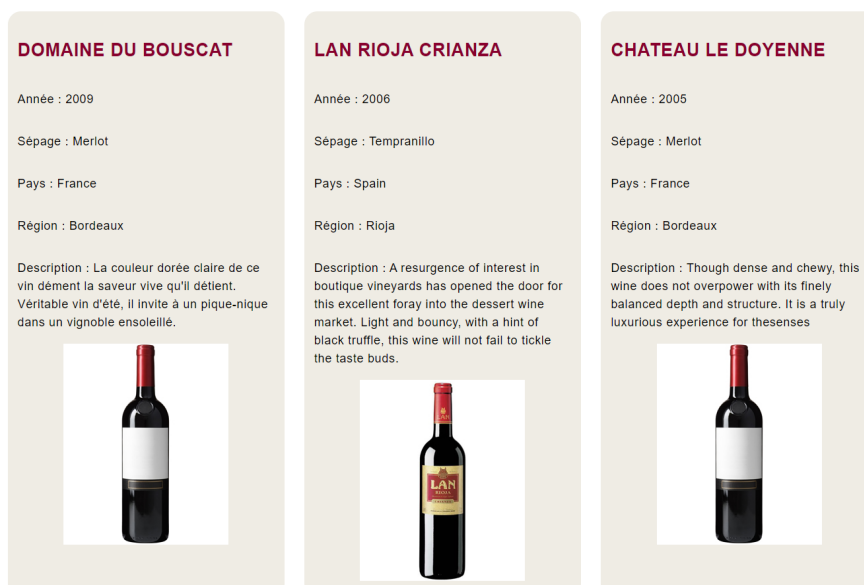 DOMAINE DU BOUSCAT
Année : 2009
Sépage : Merlot
Pays : France
Région : Bordeaux
Description : La couleur dorée claire de ce
vin dément la saveur vive qu'il détient.
Véritable vin d'été, il invite à un pique-nique
dans un vignoble ensoleillé.
LAN RIOJA CRIANZA
Année : 2006
Sépage : Tempranillo
Pays : Spain
Région : Rioja
Description : A resurgence of interest in
boutique vineyards has opened the door for
this excellent foray into the dessert wine
market. Light and bouncy, with a hint of
black truffle, this wine will not fail to tickle
the taste buds.
LAN
LAN
RIOJA
CHATEAU LE DOYENNE
Année : 2005
Sépage : Merlot
Pays : France
Région : Bordeaux
Description : Though dense and chewy, this
wine does not overpower with its finely
balanced depth and structure. It is a truly
luxurious experience for thesenses